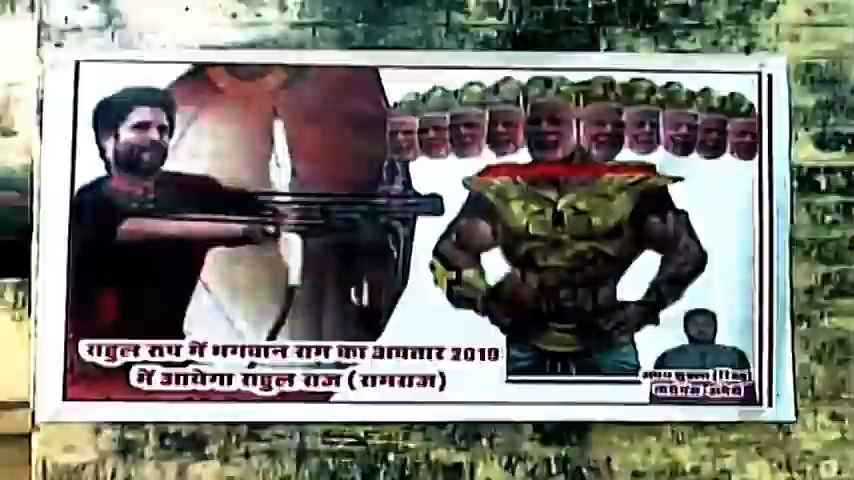 राहुल रूप में भगवान राम का अवतार 2019
में आयेगा राहुल राज (रामराज)
शुक्ला